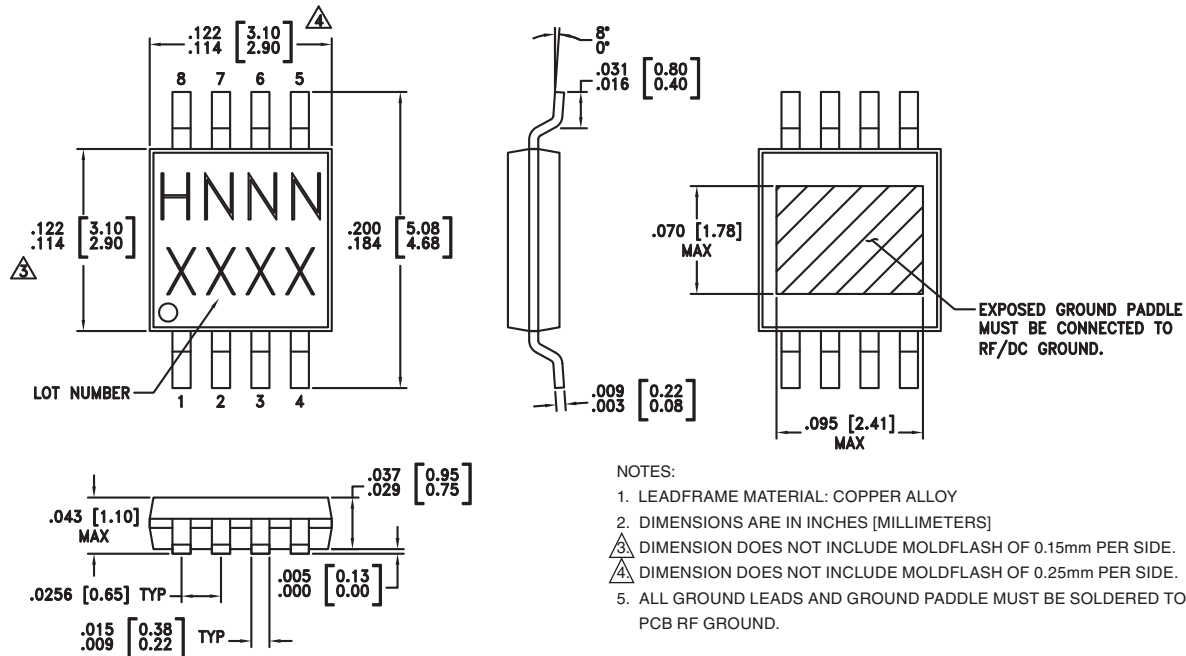 .122 [3.10]
.114 [2.90]
4
8 7 6 5
HNNN
XXXX
.122 [3.10]
.114 [2.90]
3
.200 [5.08]
.184 [4.68]
LOT NUMBER
1 2 3 4
8°
0°
.031 [0.80]
.016 [0.40]
.009 [0.22]
.003 [0.08]
.070 [1.78]
MAX
EXPOSED GROUND PADDLE
MUST BE CONNECTED TO
RF/DC GROUND.
.095 [2.41]
MAX
.043 [1.10]
MAX
.037 [0.95]
.029 [0.75]
.0256 [0.65] TYP
.005 [0.13]
.000 [0.00]
.015 [0.38]
.009 [0.22] TYP
NOTES:
1. LEADFRAME MATERIAL: COPPER ALLOY
2. DIMENSIONS ARE IN INCHES [MILLIMETERS]
3. DIMENSION DOES NOT INCLUDE MOLDFLASH OF 0.15mm PER SIDE.
4. DIMENSION DOES NOT INCLUDE MOLDFLASH OF 0.25mm PER SIDE.
5. ALL GROUND LEADS AND GROUND PADDLE MUST BE SOLDERED TO
PCB RF GROUND.